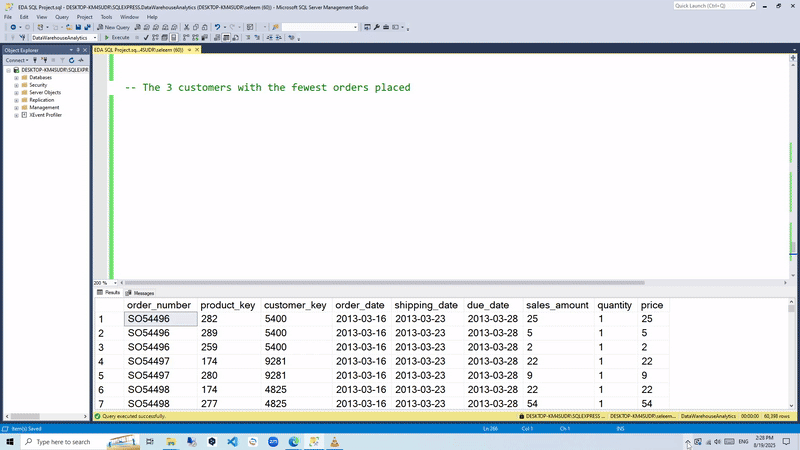 EDA SQL Project.sql - DESKTOP-KM4SUDR\SQLEXPRESS.DataWarehouseAnalytics (DESKTOP-KM4SUDR\saleem (60)) - Microsoft SQL Server Management Studio
Quick Launch (Ctrl+Q)
File Edit View Query Project Tools Window Help
New Query
DataWarehouseAnalytics
Execute
Object Explorer
EDA SQL Project.sq...4SUDR\saleem (60))
Connect
DESKTOP-KM4SUDR\SQLEXPR
Databases
Security
Server Objects
Replication
Management
XEvent Profiler
-- The 3 customers with the fewest orders placed
200 %
Results Messages
order_number product_key customer_key order_date shipping_date due_date sales_amount quantity price
1 SO54496 282 5400 2013-03-16 2013-03-23 2013-03-28 25 1 25
2 SO54496 289 5400 2013-03-16 2013-03-23 2013-03-28 5 1 5
3 SO54496 259 5400 2013-03-16 2013-03-23 2013-03-28 2 1 2
4 SO54497 174 9281 2013-03-16 2013-03-23 2013-03-28 22 1 22
5 SO54497 280 9281 2013-03-16 2013-03-23 2013-03-28 9 1 9
6 SO54498 174 4825 2013-03-16 2013-03-23 2013-03-28 22 1 22
7 SO54498 277 4825 2013-03-16 2013-03-23 2013-03-28 54 1 54
Query executed successfully.
DESKTOP-KM4SUDR\SQLEXPRESS ... DESKTOP-KM4SUDR\saleem... DataWarehouseAnalytics 00:00:00 60,398 rows
Item(s) Saved
Ln 266 Col 1 Ch 1 INS
Type here to search
ENG
2:28 PM
8/19/2025